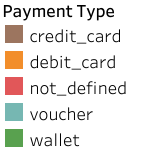 Payment Type
credit_card
debit_card
not_defined
voucher
wallet